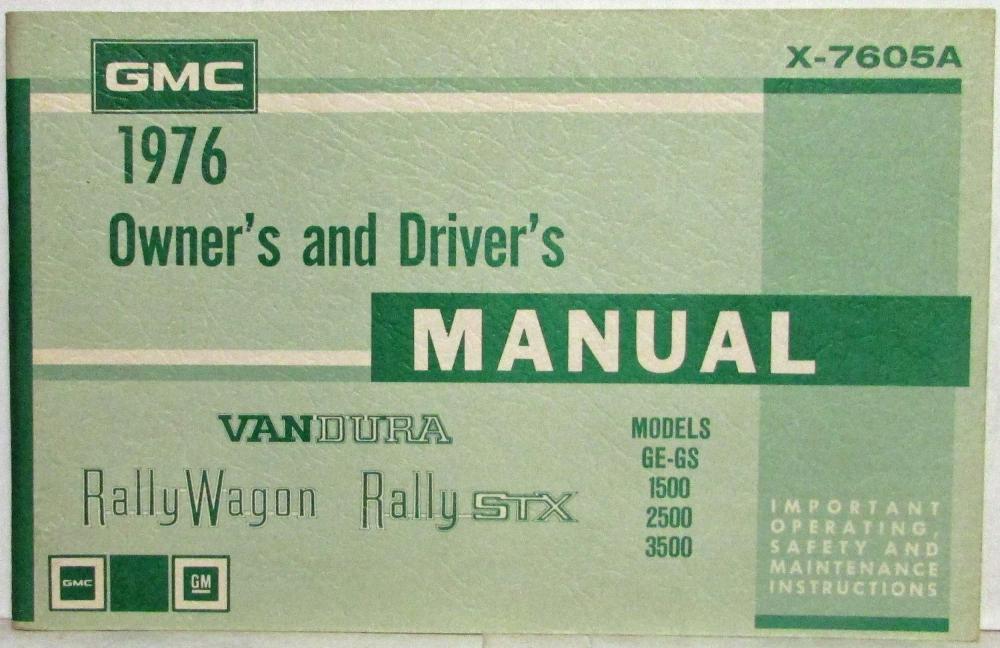 GMC
X-7605A
1976
Owner's and Driver's
MANUAL
VANDURA
Rally Wagon Rally STX
MODELS
GE-GS
1500
2500
3500
IMPORTANT
OPERATING,
SAFETY AND
MAINTENANCE
INSTRUCTIONS
GMC
GM